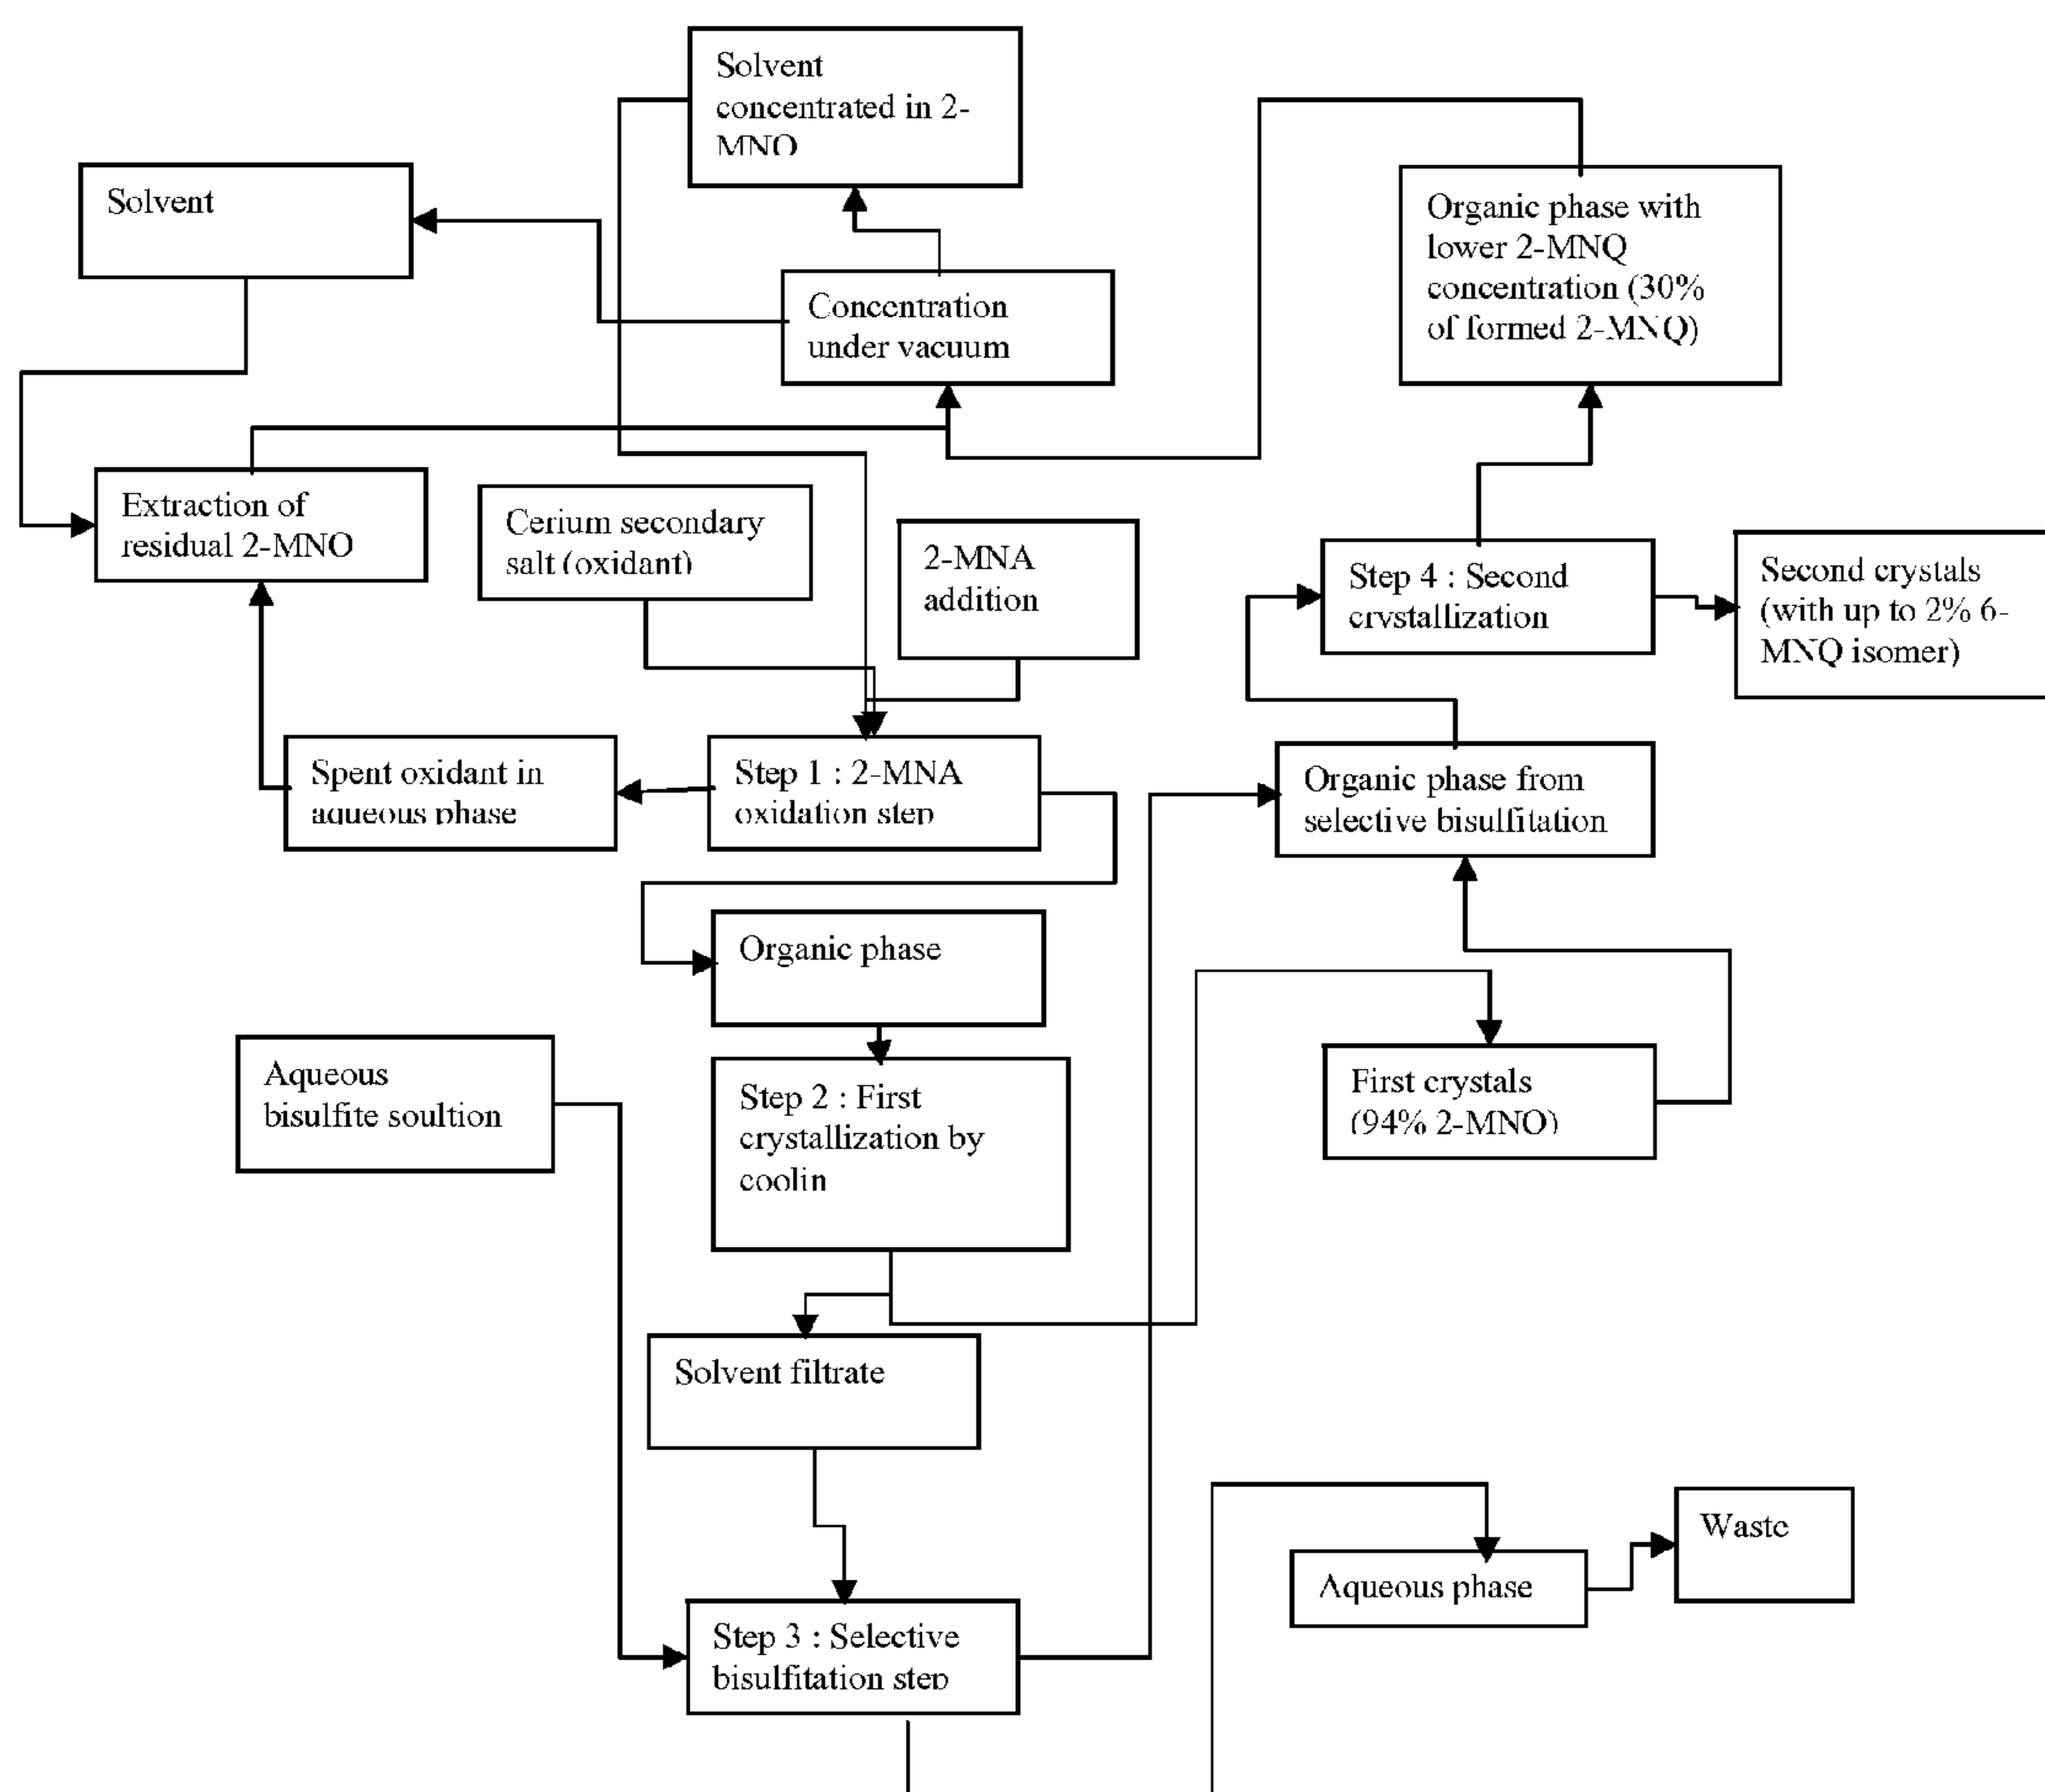 Solvent
concentrated in 2-
MNO
Solvent
Organic phase with
lower 2-MNQ
concentration (30%
of formed 2-MNQ)
Concentration
under vacuum
Extraction of
residual 2-MNO
Cerium secondary
salt (oxidant)
2-MNA
addition
Step 4 : Second
crystallization
Second crystals
(with up to 2% 6-
MNQ isomer)
Spent oxidant in
aqueous phase
Step 1 : 2-MNA
oxidation step
Organic phase from
selective bisulfitation
Organic phase
Aqueous
bisulfite soultion
Step 2 : First
crystallization by
coolin
First crystals
(94% 2-MNO)
Solvent filtrate
Aqueous phase
Waste
Step 3 : Selective
bisulfitation step